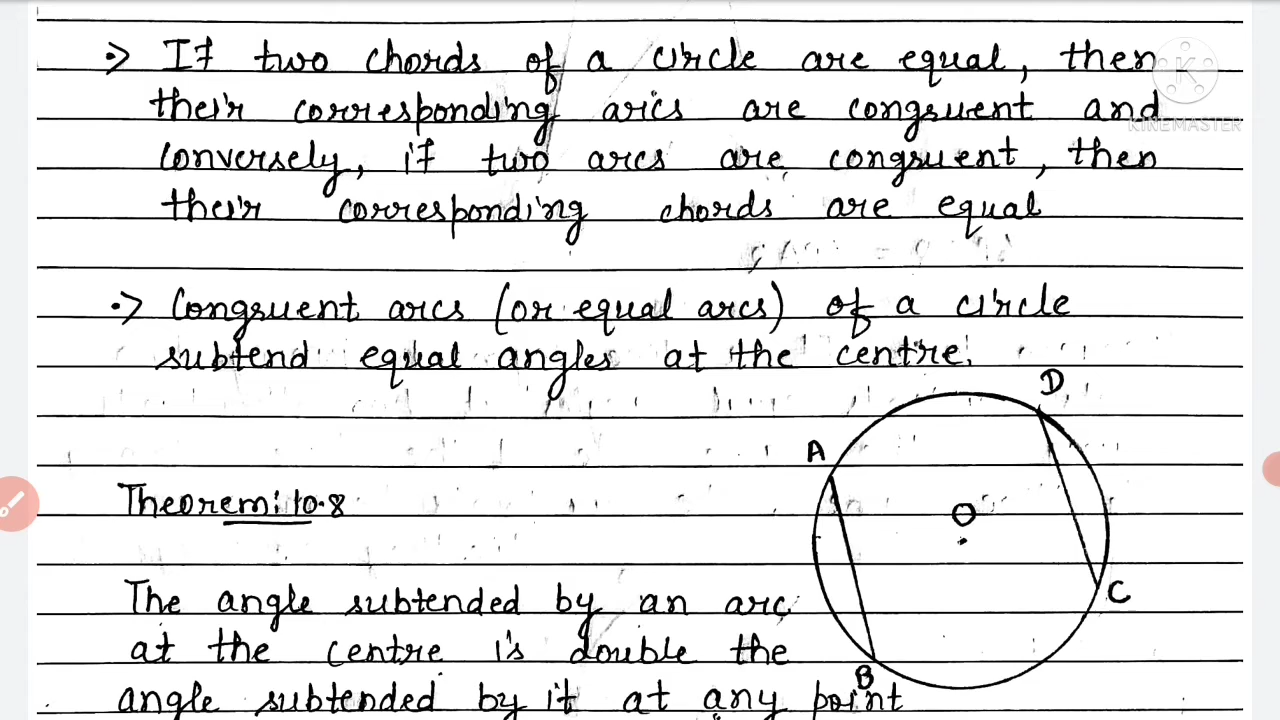 •> If two chords of a circle are equal, then
their corresponding arcs are congruent and
conversely, if two arcs are congruent, then
their corresponding chords are equal
•> Congruent arcs (or equal arcs) of a circle
subtend equal angles at the centre.
D
A
Theorem: 10.8
O
C
The angle subtended by an arc
at the centre is double the
B
angle subtended by it at any point
K
KINEMASTER